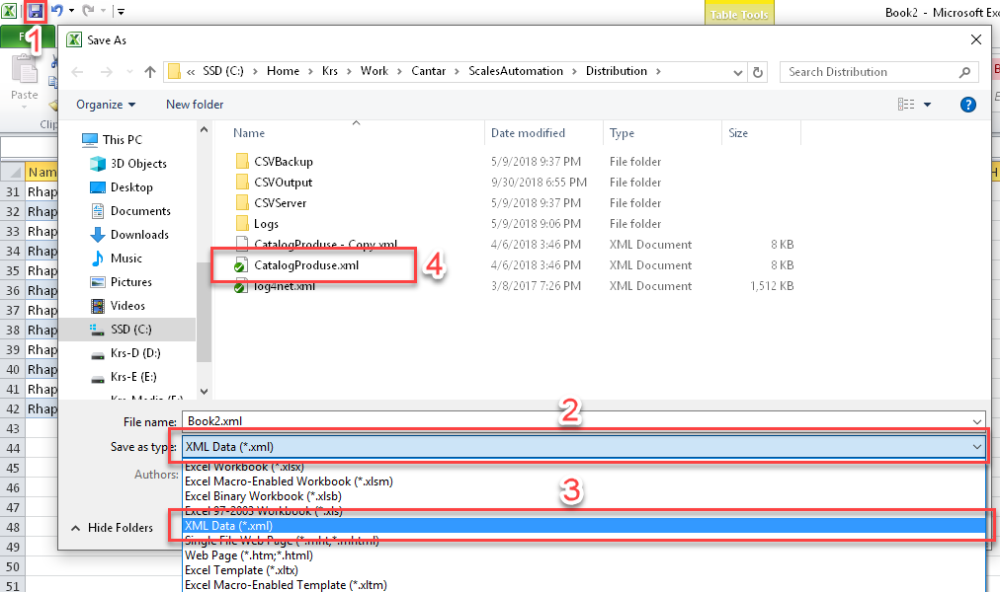 Table Tools
Book2 - Microsoft Exc
1
F
Save As
« SSD (C:) › Home › Krs › Work › Cantar › ScalesAutomation › Distribution ›
Search Distribution
Paste
Clip
Organize
New folder
?
This PC
3D Objects
Desktop
Documents
Downloads
Music
Pictures
Videos
SSD (C:)
Krs-D (D:)
Krs-E (E:)
Krs-Media (F:)
Name Date modified Type Size
CSVBackup 5/9/2018 9:37 PM File folder
CSVOutput 9/30/2018 6:55 PM File folder
CSVServer 5/9/2018 9:37 PM File folder
Logs 5/9/2018 9:06 PM File folder
CatalogProduse - Copy.xml 4/6/2018 3:46 PM XML Document 8 KB
CatalogProduse.xml 4/6/2018 3:46 PM XML Document 8 KB
4
log4net.xml 3/8/2017 7:26 PM XML Document 1,512 KB
Nam
H
31 Rhap
32 Rhap
33 Rhap
34 Rhap
35 Rhap
36 Rhap
37 Rhap
38 Rhap
39 Rhap
40 Rhap
41 Rhap
42 Rhap
43
44
45
46
47
48
49
50
51
2
File name: Book2.xml
Save as type: XML Data (*.xml)
Authors:
Excel Workbook (*.xlsx)
Excel Macro-Enabled Workbook (*.xlsm)
3
Excel Binary Workbook (*.xlsb)
Excel 97-2003 Workbook (*.xls)
XML Data (*.xml)
Single File Web Page (*.mht;*.mhtml)
Web Page (*.htm;*.html)
Excel Template (*.xltx)
Excel Macro-Enabled Template (*.xltm)
Hide Folders